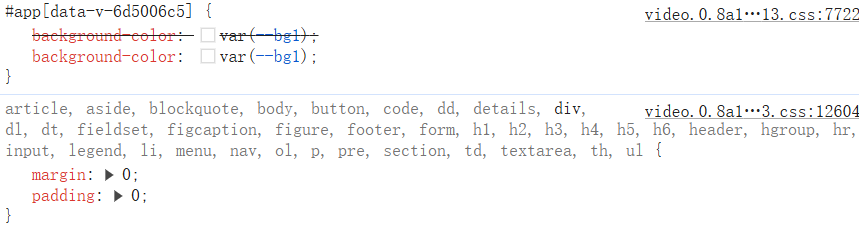 #app[data-v-6d5006c5] { video.0.8a1…13.css:7722
background-color: var(--bg1);
background-color: var(--bg1);
}
article, aside, blockquote, body, button, code, dd, details, div, video.0.8a1…3.css:12604
dl, dt, fieldset, figcaption, figure, footer, form, h1, h2, h3, h4, h5, h6, header, hgroup, hr,
input, legend, li, menu, nav, ol, p, pre, section, td, textarea, th, ul {
margin: ▶ 0;
padding: ▶ 0;
}